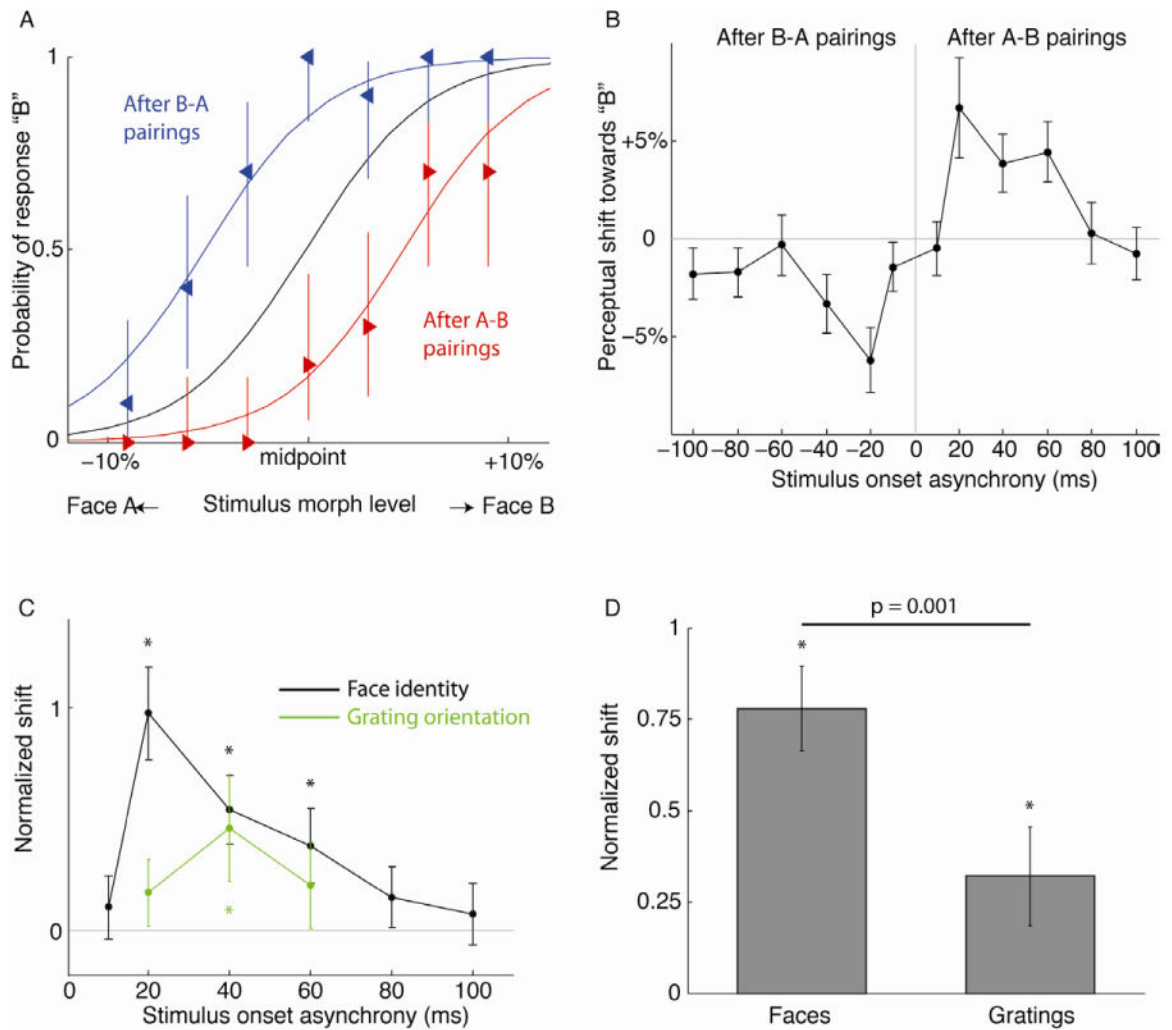 A
Probability of response "B"
1
0.5
0
After B-A
pairings
After A-B
pairings
−10%
midpoint
+10%
Face A←
Stimulus morph level
→ Face B
B
Perceptual shift towards "B"
After B-A pairings
After A-B pairings
+5%
0
−5%
−100 −80 −60 −40 −20 0 20 40 60 80 100
Stimulus onset asynchrony (ms)
C
Normalized shift
1
0
*
*
*
*
Face identity
Grating orientation
0 20 40 60 80 100
Stimulus onset asynchrony (ms)
D
Normalized shift
p = 0.001
1
0.75
0.5
0.25
0
*
*
Faces
Gratings